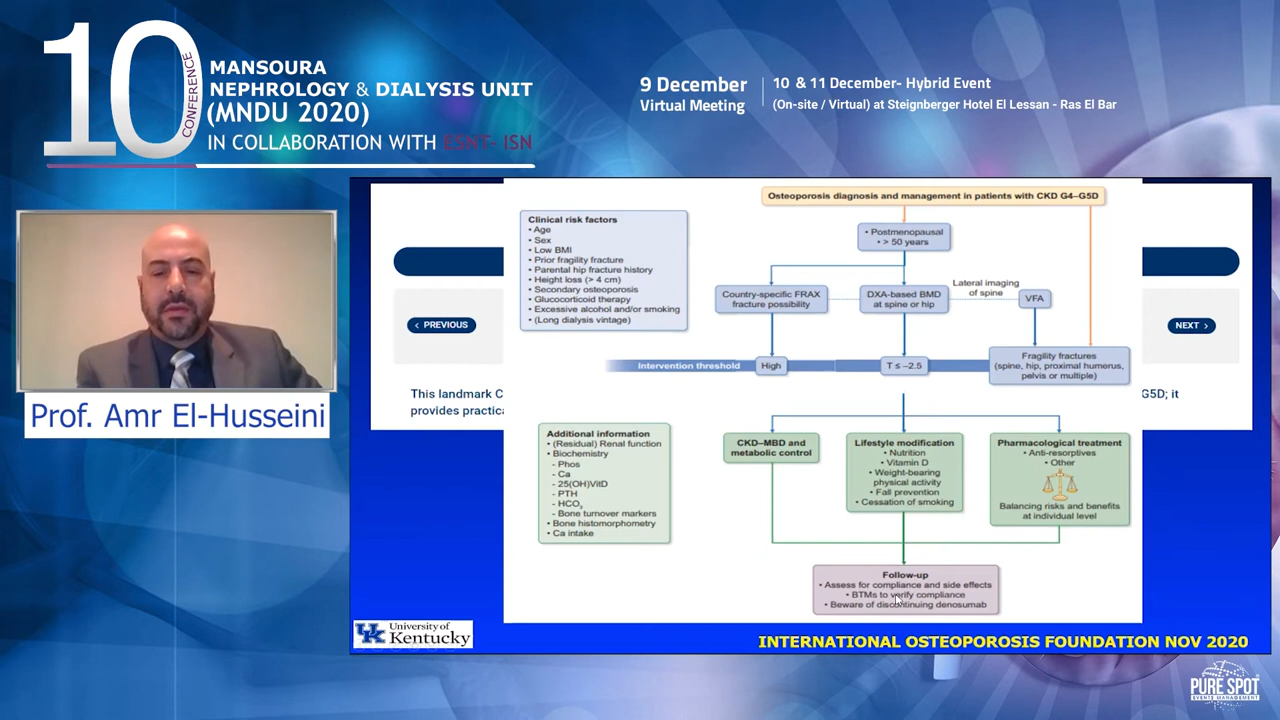 10
CONFERENCE
MANSOURA
NEPHROLOGY & DIALYSIS UNIT
(MNDU 2020)
IN COLLABORATION WITH ESNT- ISN
9 December
Virtual Meeting
10 & 11 December- Hybrid Event
(On-site / Virtual) at Steignberger Hotel El Lessan - Ras El Bar
Prof. Amr El-Husseini
Osteoporosis diagnosis and management in patients with CKD G4–G5D
Clinical risk factors
• Age
• Sex
• Low BMI
• Prior fragility fracture
• Parental hip fracture history
• Height loss (> 4 cm)
• Secondary osteoporosis
• Glucocorticoid therapy
• Excessive alcohol and/or smoking
• (Long dialysis vintage)
• Postmenopausal
• > 50 years
Country-specific FRAX
fracture possibility
DXA-based BMD
at spine or hip
Lateral imaging
of spine
VFA
‹ PREVIOUS
NEXT ›
Intervention threshold
High
T ≤ –2.5
Fragility fractures
(spine, hip, proximal humerus,
pelvis or multiple)
This landmark C
G5D; it
provides practica
Additional information
• (Residual) Renal function
• Biochemistry
- Phos
- Ca
- 25(OH)VitD
- PTH
- HCO3
- Bone turnover markers
• Bone histomorphometry
• Ca intake
CKD–MBD and
metabolic control
Lifestyle modification
• Nutrition
• Vitamin D
• Weight-bearing
physical activity
• Fall prevention
• Cessation of smoking
Pharmacological treatment
• Anti-resorptives
• Other
Balancing risks and benefits
at individual level
Follow-up
• Assess for compliance and side effects
• BTMs to verify compliance
• Beware of discontinuing denosumab
UK University of
Kentucky
INTERNATIONAL OSTEOPOROSIS FOUNDATION NOV 2020
PURE SPOT
EVENTS MANAGEMENT